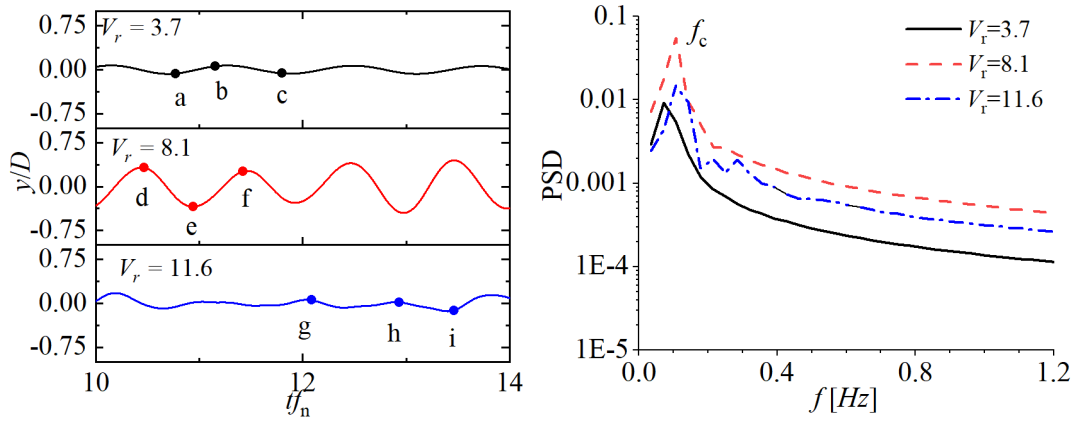 0.75
V_r = 3.7
0.00
a b c
-0.75
0.75
V_r = 8.1
y/D
0.00
d e f
-0.75
0.75
V_r = 11.6
0.00
g h i
-0.75
10 12 14
tf_n
0.1
f_c
V_r=3.7
V_r=8.1
V_r=11.6
0.01
PSD
0.001
1E-4
1E-5
0.0 0.4 0.8 1.2
f [Hz]